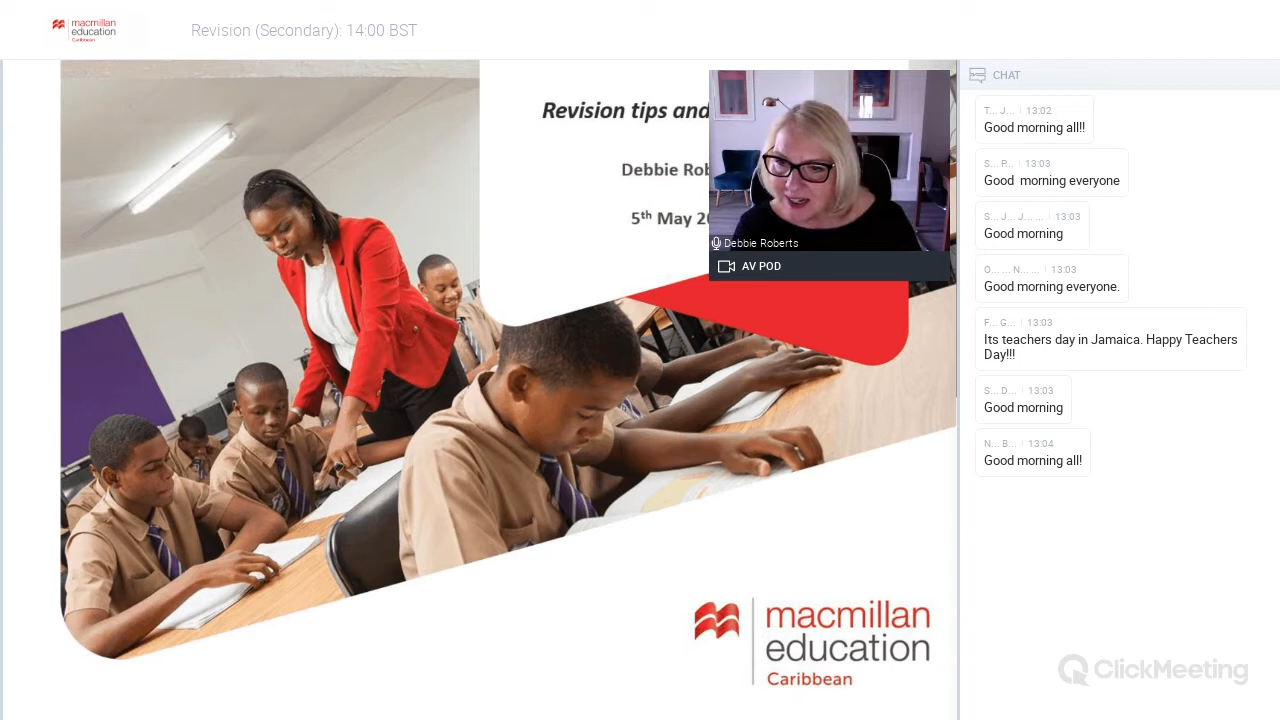 macmillan
education
Caribbean
Revision (Secondary): 14:00 BST
Revision tips and
Debbie
5th May
Debbie Roberts
AV POD
macmillan
education
Caribbean
CHAT
T... J... 13:02
Good morning all!!
S... P... 13:03
Good morning everyone
S... J... J... ... 13:03
Good morning
O... ... N... ... 13:03
Good morning everyone.
F... G... 13:03
Its teachers day in Jamaica. Happy Teachers
Day!!!
S... D... 13:03
Good morning
N... B... 13:04
Good morning all!
ClickMeeting